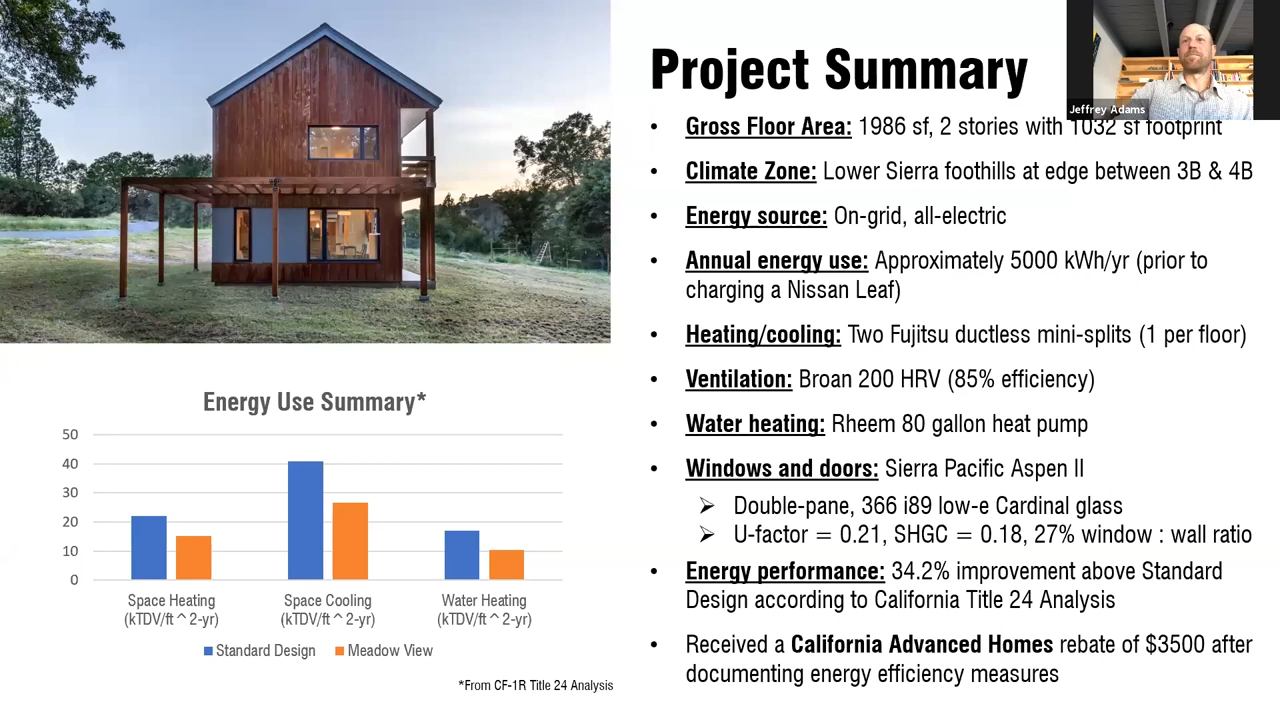 Project Summary
Jeffrey Adams
• Gross Floor Area: 1986 sf, 2 stories with 1032 sf footprint
• Climate Zone: Lower Sierra foothills at edge between 3B & 4B
• Energy source: On-grid, all-electric
• Annual energy use: Approximately 5000 kWh/yr (prior to
charging a Nissan Leaf)
• Heating/cooling: Two Fujitsu ductless mini-splits (1 per floor)
• Ventilation: Broan 200 HRV (85% efficiency)
• Water heating: Rheem 80 gallon heat pump
• Windows and doors: Sierra Pacific Aspen II
➢ Double-pane, 366 i89 low-e Cardinal glass
➢ U-factor = 0.21, SHGC = 0.18, 27% window : wall ratio
• Energy performance: 34.2% improvement above Standard
Design according to California Title 24 Analysis
• Received a California Advanced Homes rebate of $3500 after
documenting energy efficiency measures
Energy Use Summary*
50
40
30
20
10
0
Space Heating
(kTDV/ft^2-yr)
Space Cooling
(kTDV/ft^2-yr)
Water Heating
(kTDV/ft^2-yr)
Standard Design
Meadow View
*From CF-1R Title 24 Analysis